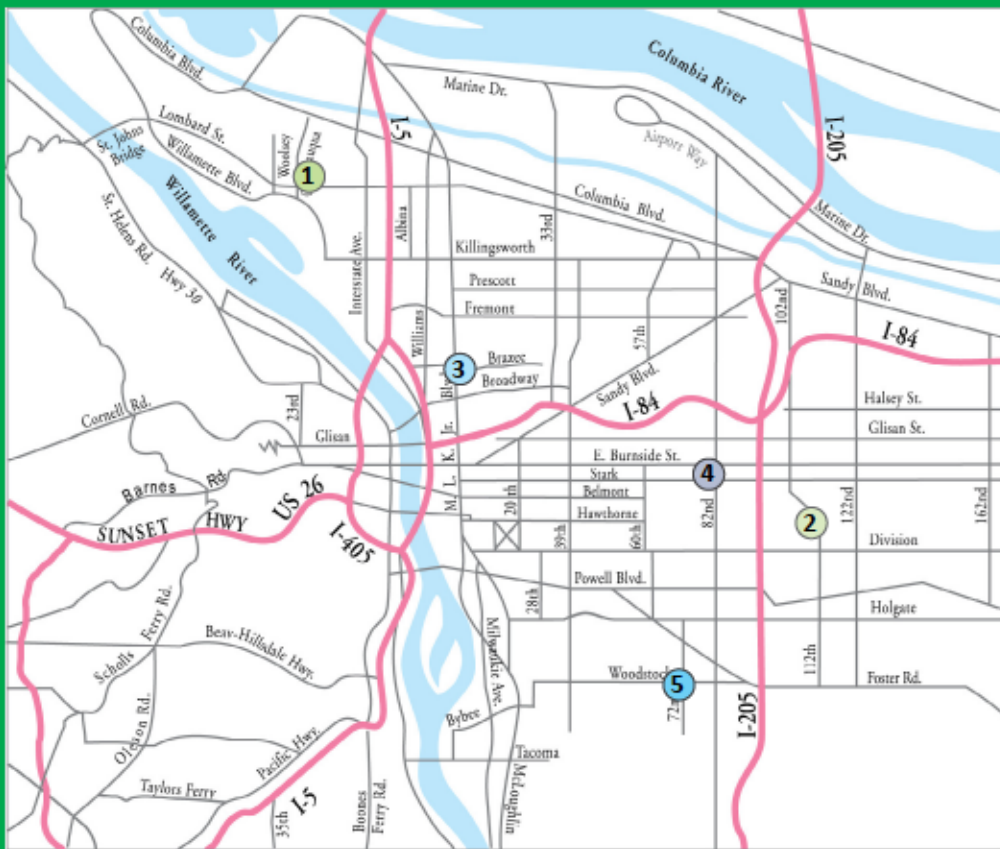 Columbia Blvd.
Columbia River
Marine Dr.
I-5
I-205
Lombard St.
Airport Way
St. Johns
Bridge
Willamette Blvd.
Woolsey
1
Columbia Blvd.
Willamette
River
St. Helens Rd.
Hwy 30
Albina
33rd
Marine Dr.
Interstate Ave.
Killingsworth
Prescott
Sandy Blvd.
Fremont
102nd
Williams
57th
I-84
3
Brazee
Broadway
Blvd
Sandy Blvd.
I-84
Halsey St.
Cornell Rd.
23rd
Jr.
Glisan St.
Glisan
K.
E. Burnside St.
4
Stark
L.
Barnes
Rd.
US 26
Belmont
M.
20th
82nd
122nd
162nd
Hawthorne
2
SUNSET
HWY
I-405
39th
60th
Division
Powell Blvd.
28th
Holgate
Ferry Rd.
Beav-Hillsdale Hwy.
Milwaukie Ave.
Scholls
112th
Woodstock
5
Foster Rd.
72nd
I-205
Bybee
Oleson Rd.
Pacific Hwy.
Tacoma
Taylors Ferry
I-5
35th
Boones
Ferry Rd.
McLoughlin